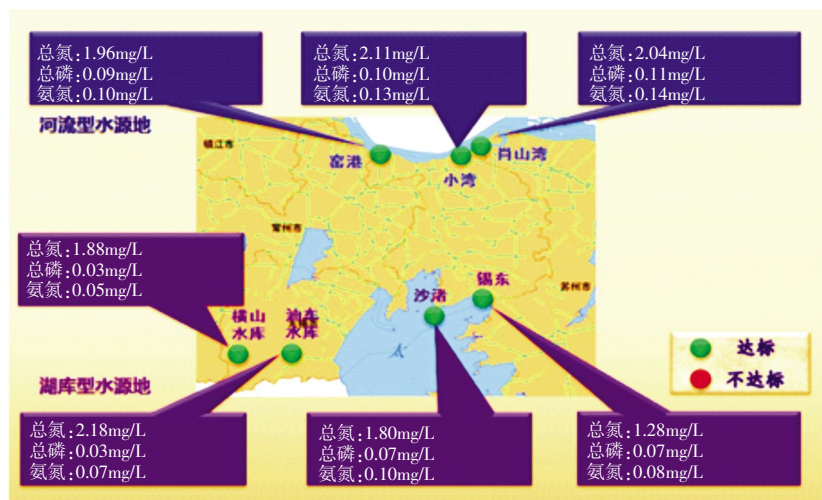 总氮:1.96mg/L
总磷:0.09mg/L
氨氮:0.10mg/L
总氮:2.11mg/L
总磷:0.10mg/L
氨氮:0.13mg/L
总氮:2.04mg/L
总磷:0.11mg/L
氨氮:0.14mg/L
河流型水源地
镇江市
窑港
小湾
肖山湾
总氮:1.88mg/L
总磷:0.03mg/L
氨氮:0.05mg/L
常州市
锡东
沙渚
苏州市
横山
水库
油车
水库
太
达标
不达标
湖库型水源地
总氮:2.18mg/L
总磷:0.03mg/L
氨氮:0.07mg/L
总氮:1.80mg/L
总磷:0.07mg/L
氨氮:0.10mg/L
总氮:1.28mg/L
总磷:0.07mg/L
氨氮:0.08mg/L